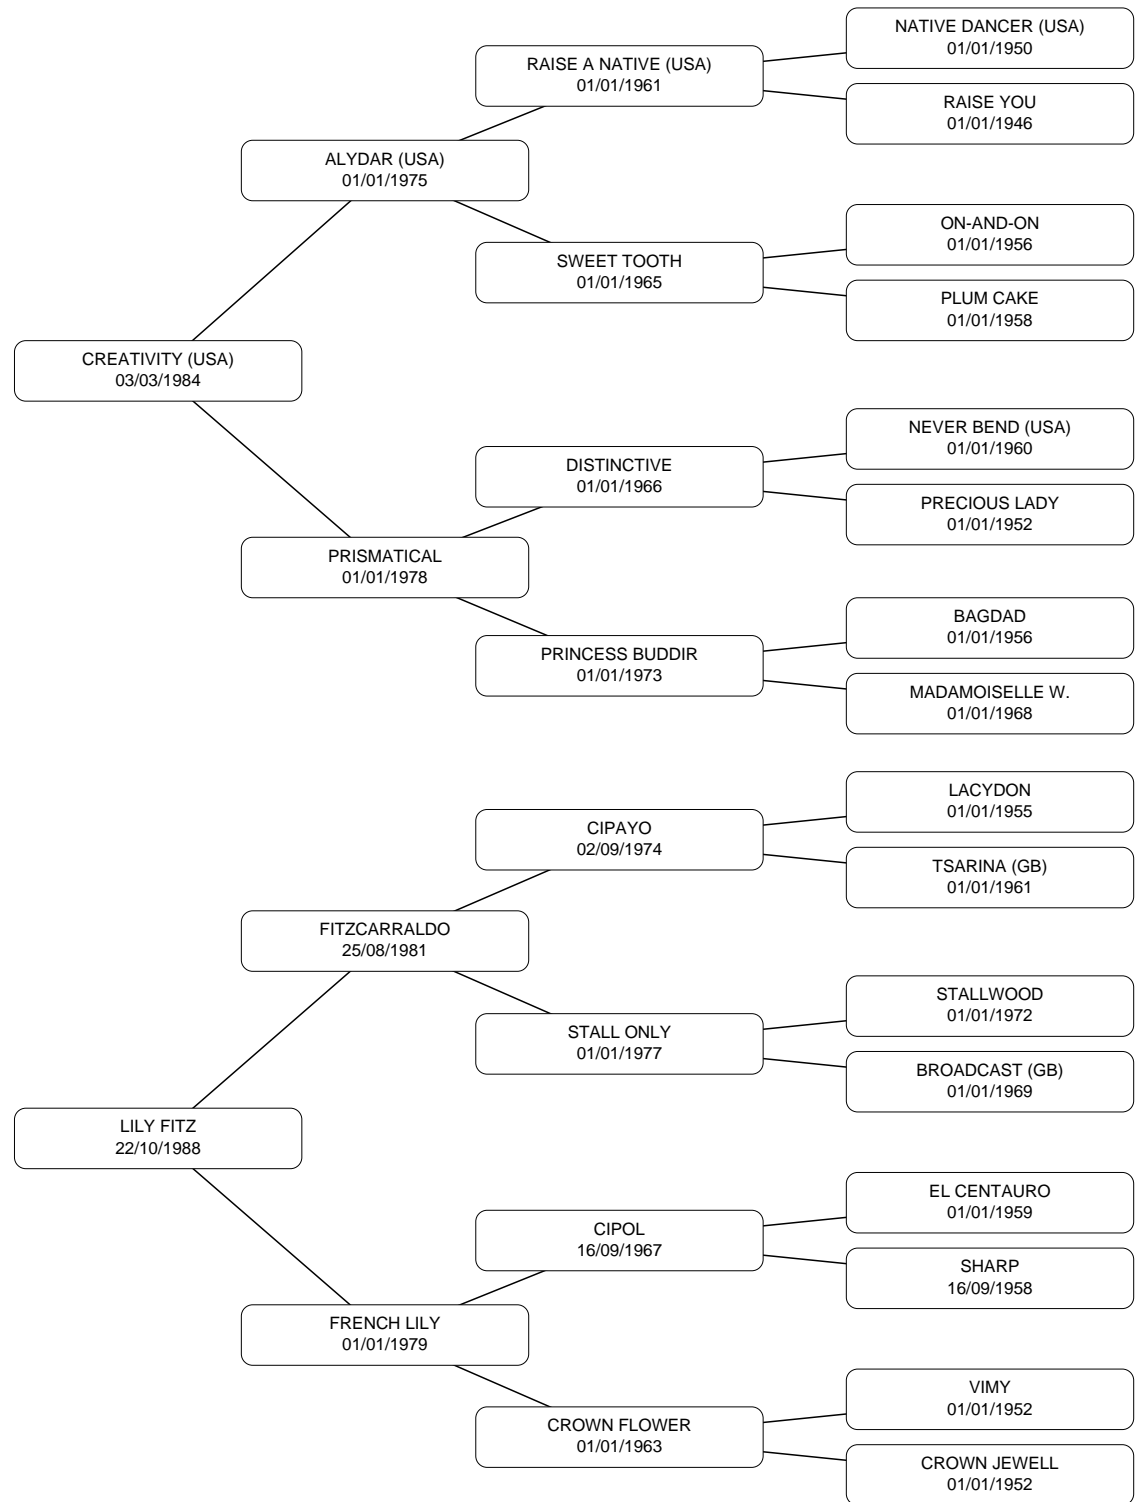 NATIVE DANCER (USA)
01/01/1950
RAISE A NATIVE (USA)
01/01/1961
RAISE YOU
01/01/1946
ALYDAR (USA)
01/01/1975
ON-AND-ON
01/01/1956
SWEET TOOTH
01/01/1965
PLUM CAKE
01/01/1958
CREATIVITY (USA)
03/03/1984
NEVER BEND (USA)
01/01/1960
DISTINCTIVE
01/01/1966
PRECIOUS LADY
01/01/1952
PRISMATICAL
01/01/1978
BAGDAD
01/01/1956
PRINCESS BUDDIR
01/01/1973
MADAMOISELLE W.
01/01/1968
LACYDON
01/01/1955
CIPAYO
02/09/1974
TSARINA (GB)
01/01/1961
FITZCARRALDO
25/08/1981
STALLWOOD
01/01/1972
STALL ONLY
01/01/1977
BROADCAST (GB)
01/01/1969
LILY FITZ
22/10/1988
EL CENTAURO
01/01/1959
CIPOL
16/09/1967
SHARP
16/09/1958
FRENCH LILY
01/01/1979
VIMY
01/01/1952
CROWN FLOWER
01/01/1963
CROWN JEWELL
01/01/1952